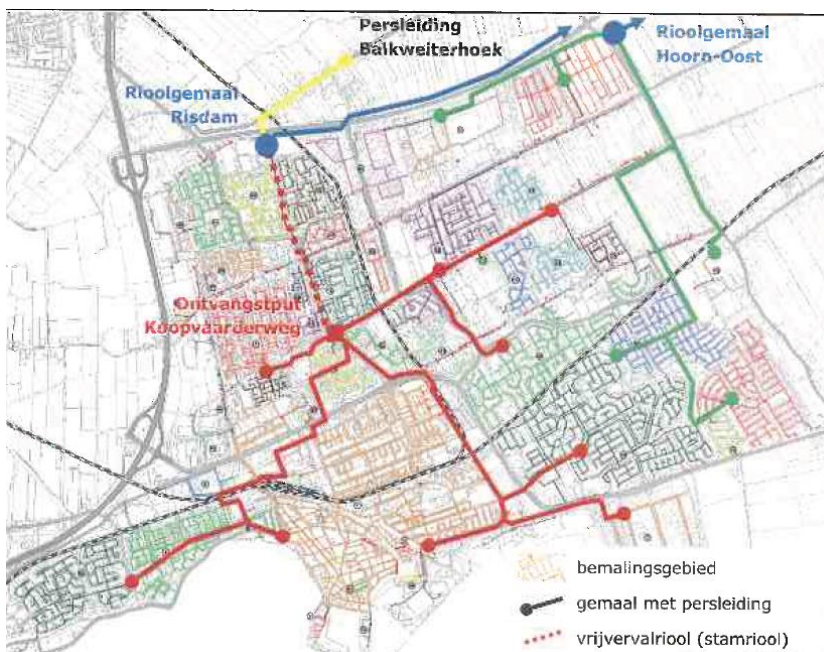 Persleiding
Balkweiterhoek
Rioolgemaal
Hoorn-Oost
Rioolgemaal
Risdam
Ontvangstput
Koopvaarderweg
bemalingsgebied
gemaal met persleiding
vrijvervalriool (stamriool)